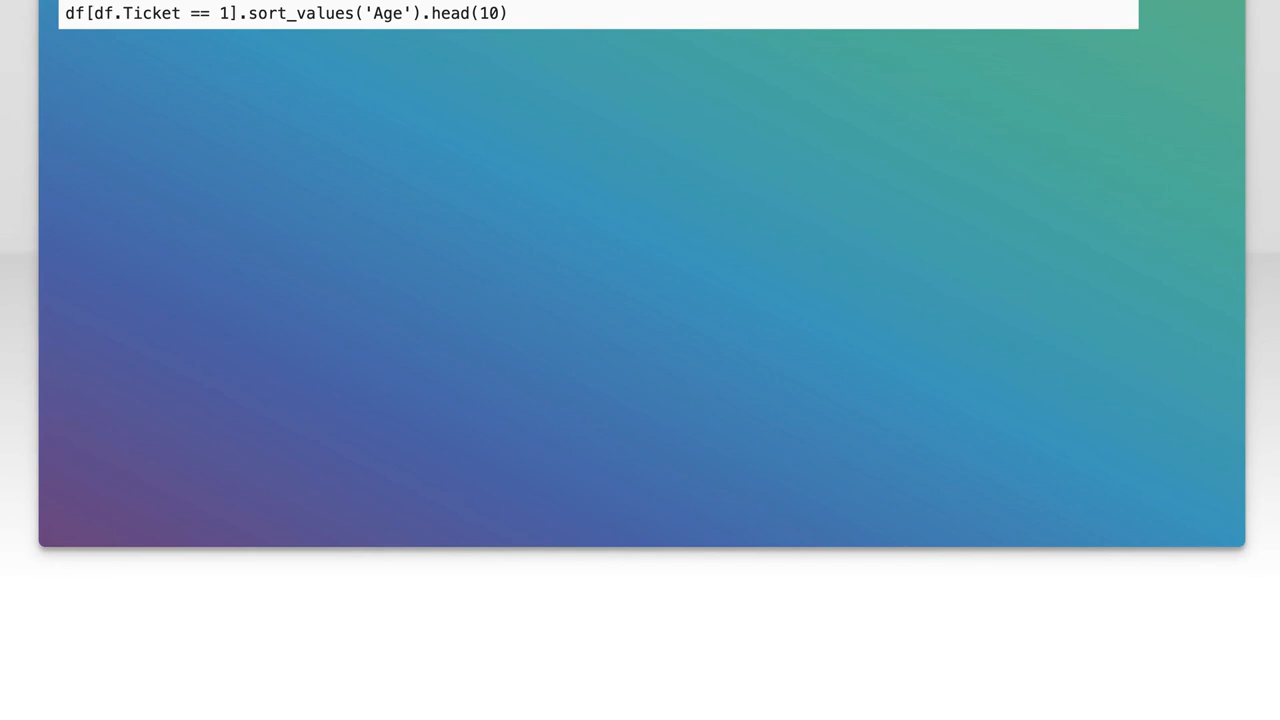 df[df.Ticket == 1].sort_values('Age').head(10)